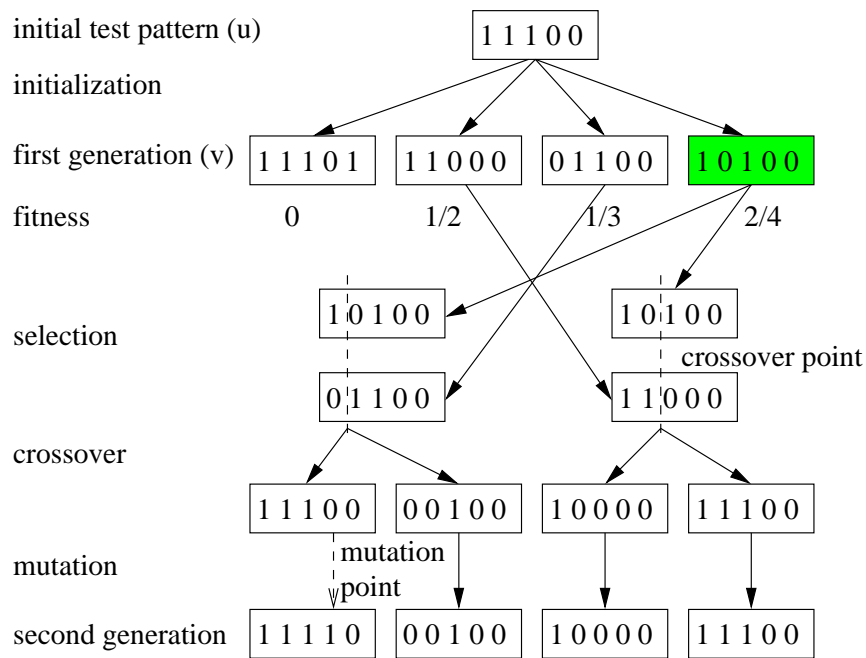 initial test pattern (u)
1 1 1 0 0
initialization
first generation (v)
1 1 1 0 1
1 1 0 0 0
0 1 1 0 0
1 0 1 0 0
fitness
0
1/2
1/3
2/4
selection
1 0 1 0 0
1 0 1 0 0
crossover point
0 1 1 0 0
1 1 0 0 0
crossover
1 1 1 0 0
0 0 1 0 0
1 0 0 0 0
1 1 1 0 0
mutation
mutation
point
second generation
1 1 1 1 0
0 0 1 0 0
1 0 0 0 0
1 1 1 0 0